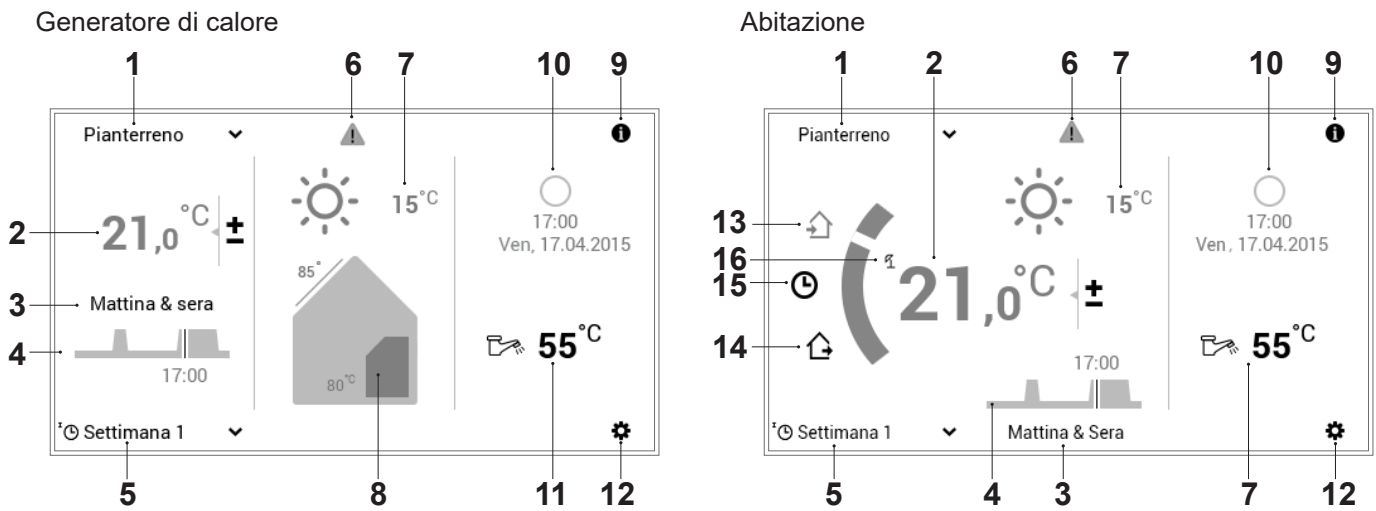 Generatore di calore
1 6 7 10 9
Pianterreno
15°C
2 21,0 °C ±
17:00
Ven, 17.04.2015
85°
3 Mattina & sera
4
17:00
80°C
55°C
Settimana 1
5 8 11 12
Abitazione
1 2 6 7 10 9
Pianterreno
15°C
13
17:00
Ven, 17.04.2015
16
15
21,0 °C ±
14
17:00
55°C
Settimana 1
Mattina & Sera
5 4 3 7 12